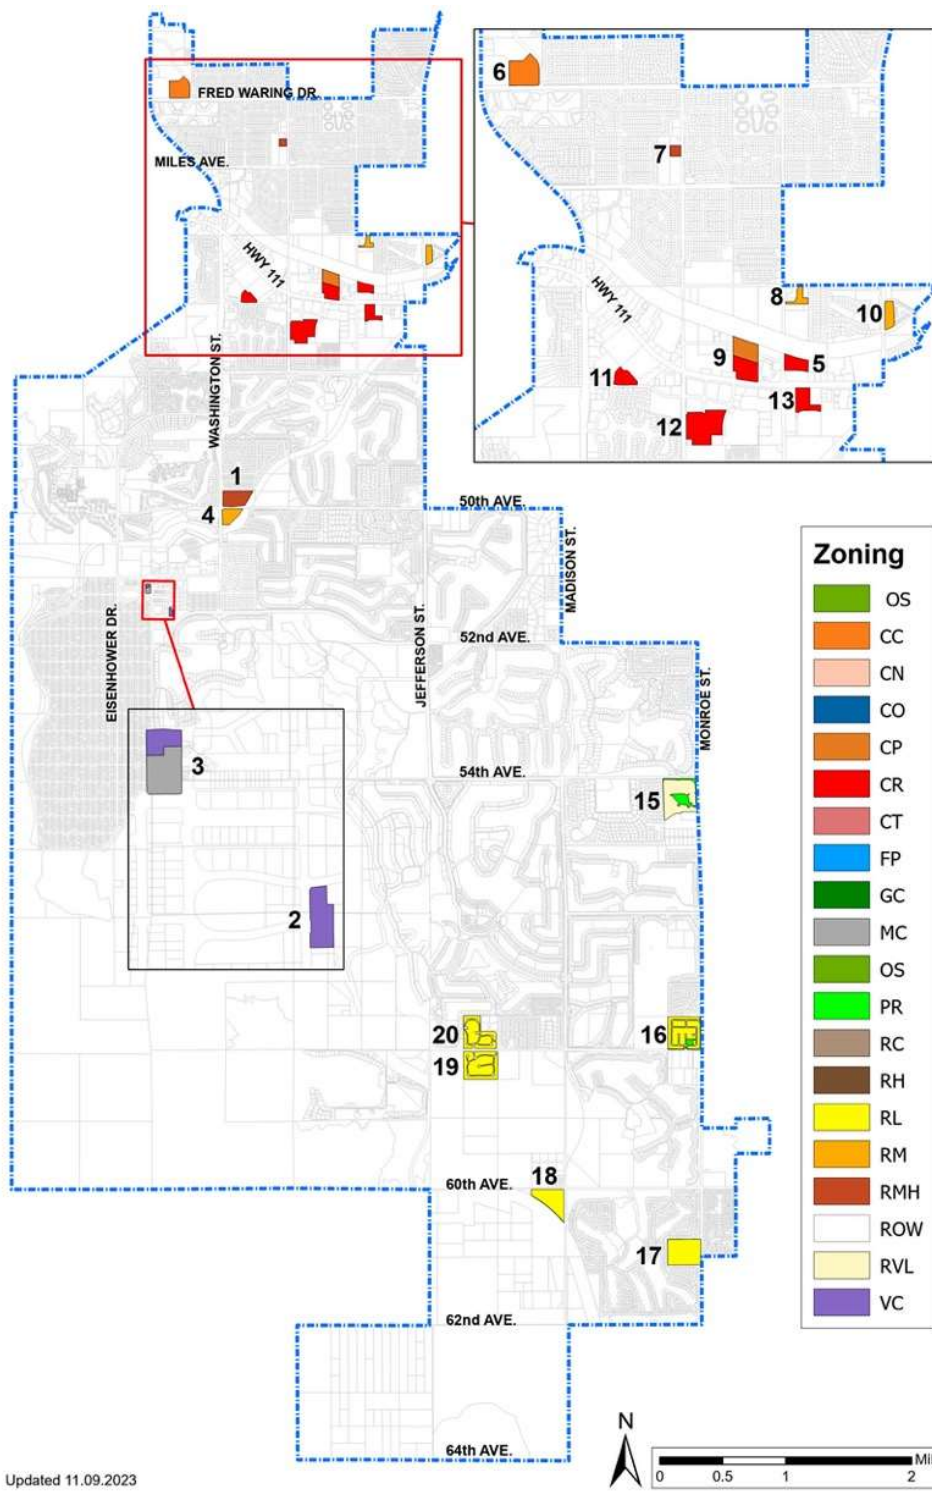 FRED WARING DR.
MILES AVE.
HWY 111
WASHINGTON ST.
6
7
HWY 111
8
10
9
5
11
13
12
1
4
50th AVE.
MADISON ST.
EISENHOWER DR.
JEFFERSON ST.
52nd AVE.
MONROE ST.
3
54th AVE.
15
2
20
16
19
18
60th AVE.
17
62nd AVE.
64th AVE.
Zoning
OS
CC
CN
CO
CP
CR
CT
FP
GC
MC
OS
PR
RC
RH
RL
RM
RMH
ROW
RVL
VC
N
Mil
0 0.5 1 2
Updated 11.09.2023